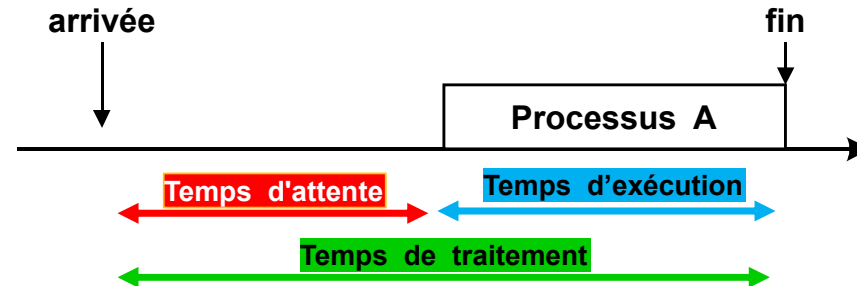 arrivée
fin
Processus A
Temps d'attente
Temps d’exécution
Temps de traitement